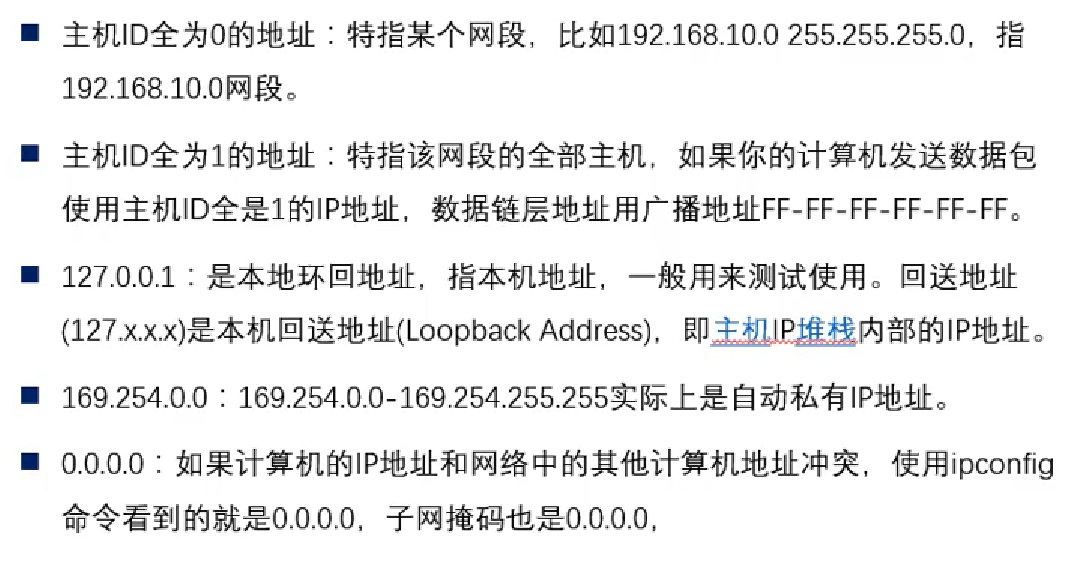 ■ 主机ID全为0的地址：特指某个网段，比如192.168.10.0 255.255.255.0，指
192.168.10.0网段。
■ 主机ID全为1的地址：特指该网段的全部主机，如果你的计算机发送数据包
使用主机ID全是1的IP地址，数据链层地址用广播地址FF-FF-FF-FF-FF-FF。
■ 127.0.0.1：是本地环回地址，指本机地址，一般用来测试使用。回送地址
(127.x.x.x)是本机回送地址(Loopback Address)，即主机IP堆栈内部的IP地址。
■ 169.254.0.0：169.254.0.0-169.254.255.255实际上是自动私有IP地址。
■ 0.0.0.0：如果计算机的IP地址和网络中的其他计算机地址冲突，使用ipconfig
命令看到的就是0.0.0.0，子网掩码也是0.0.0.0，